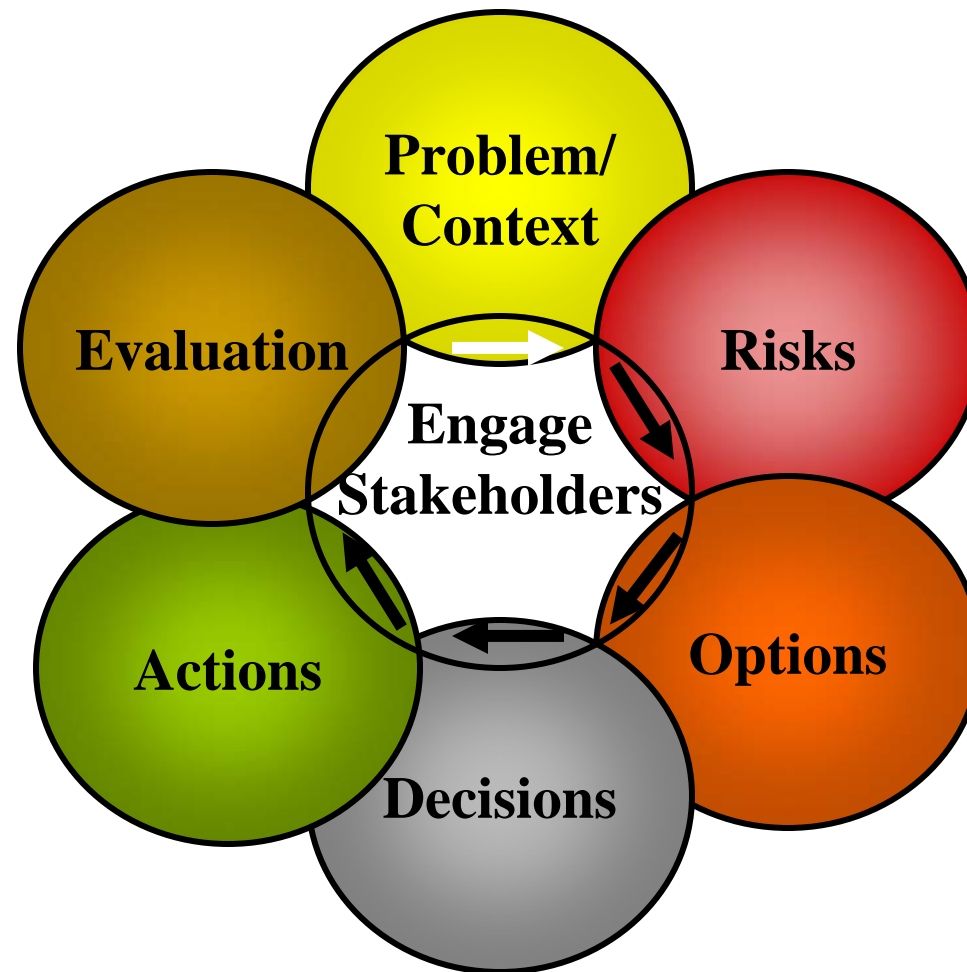 Problem/
Context
Evaluation
Risks
Engage
Stakeholders
Actions
Options
Decisions